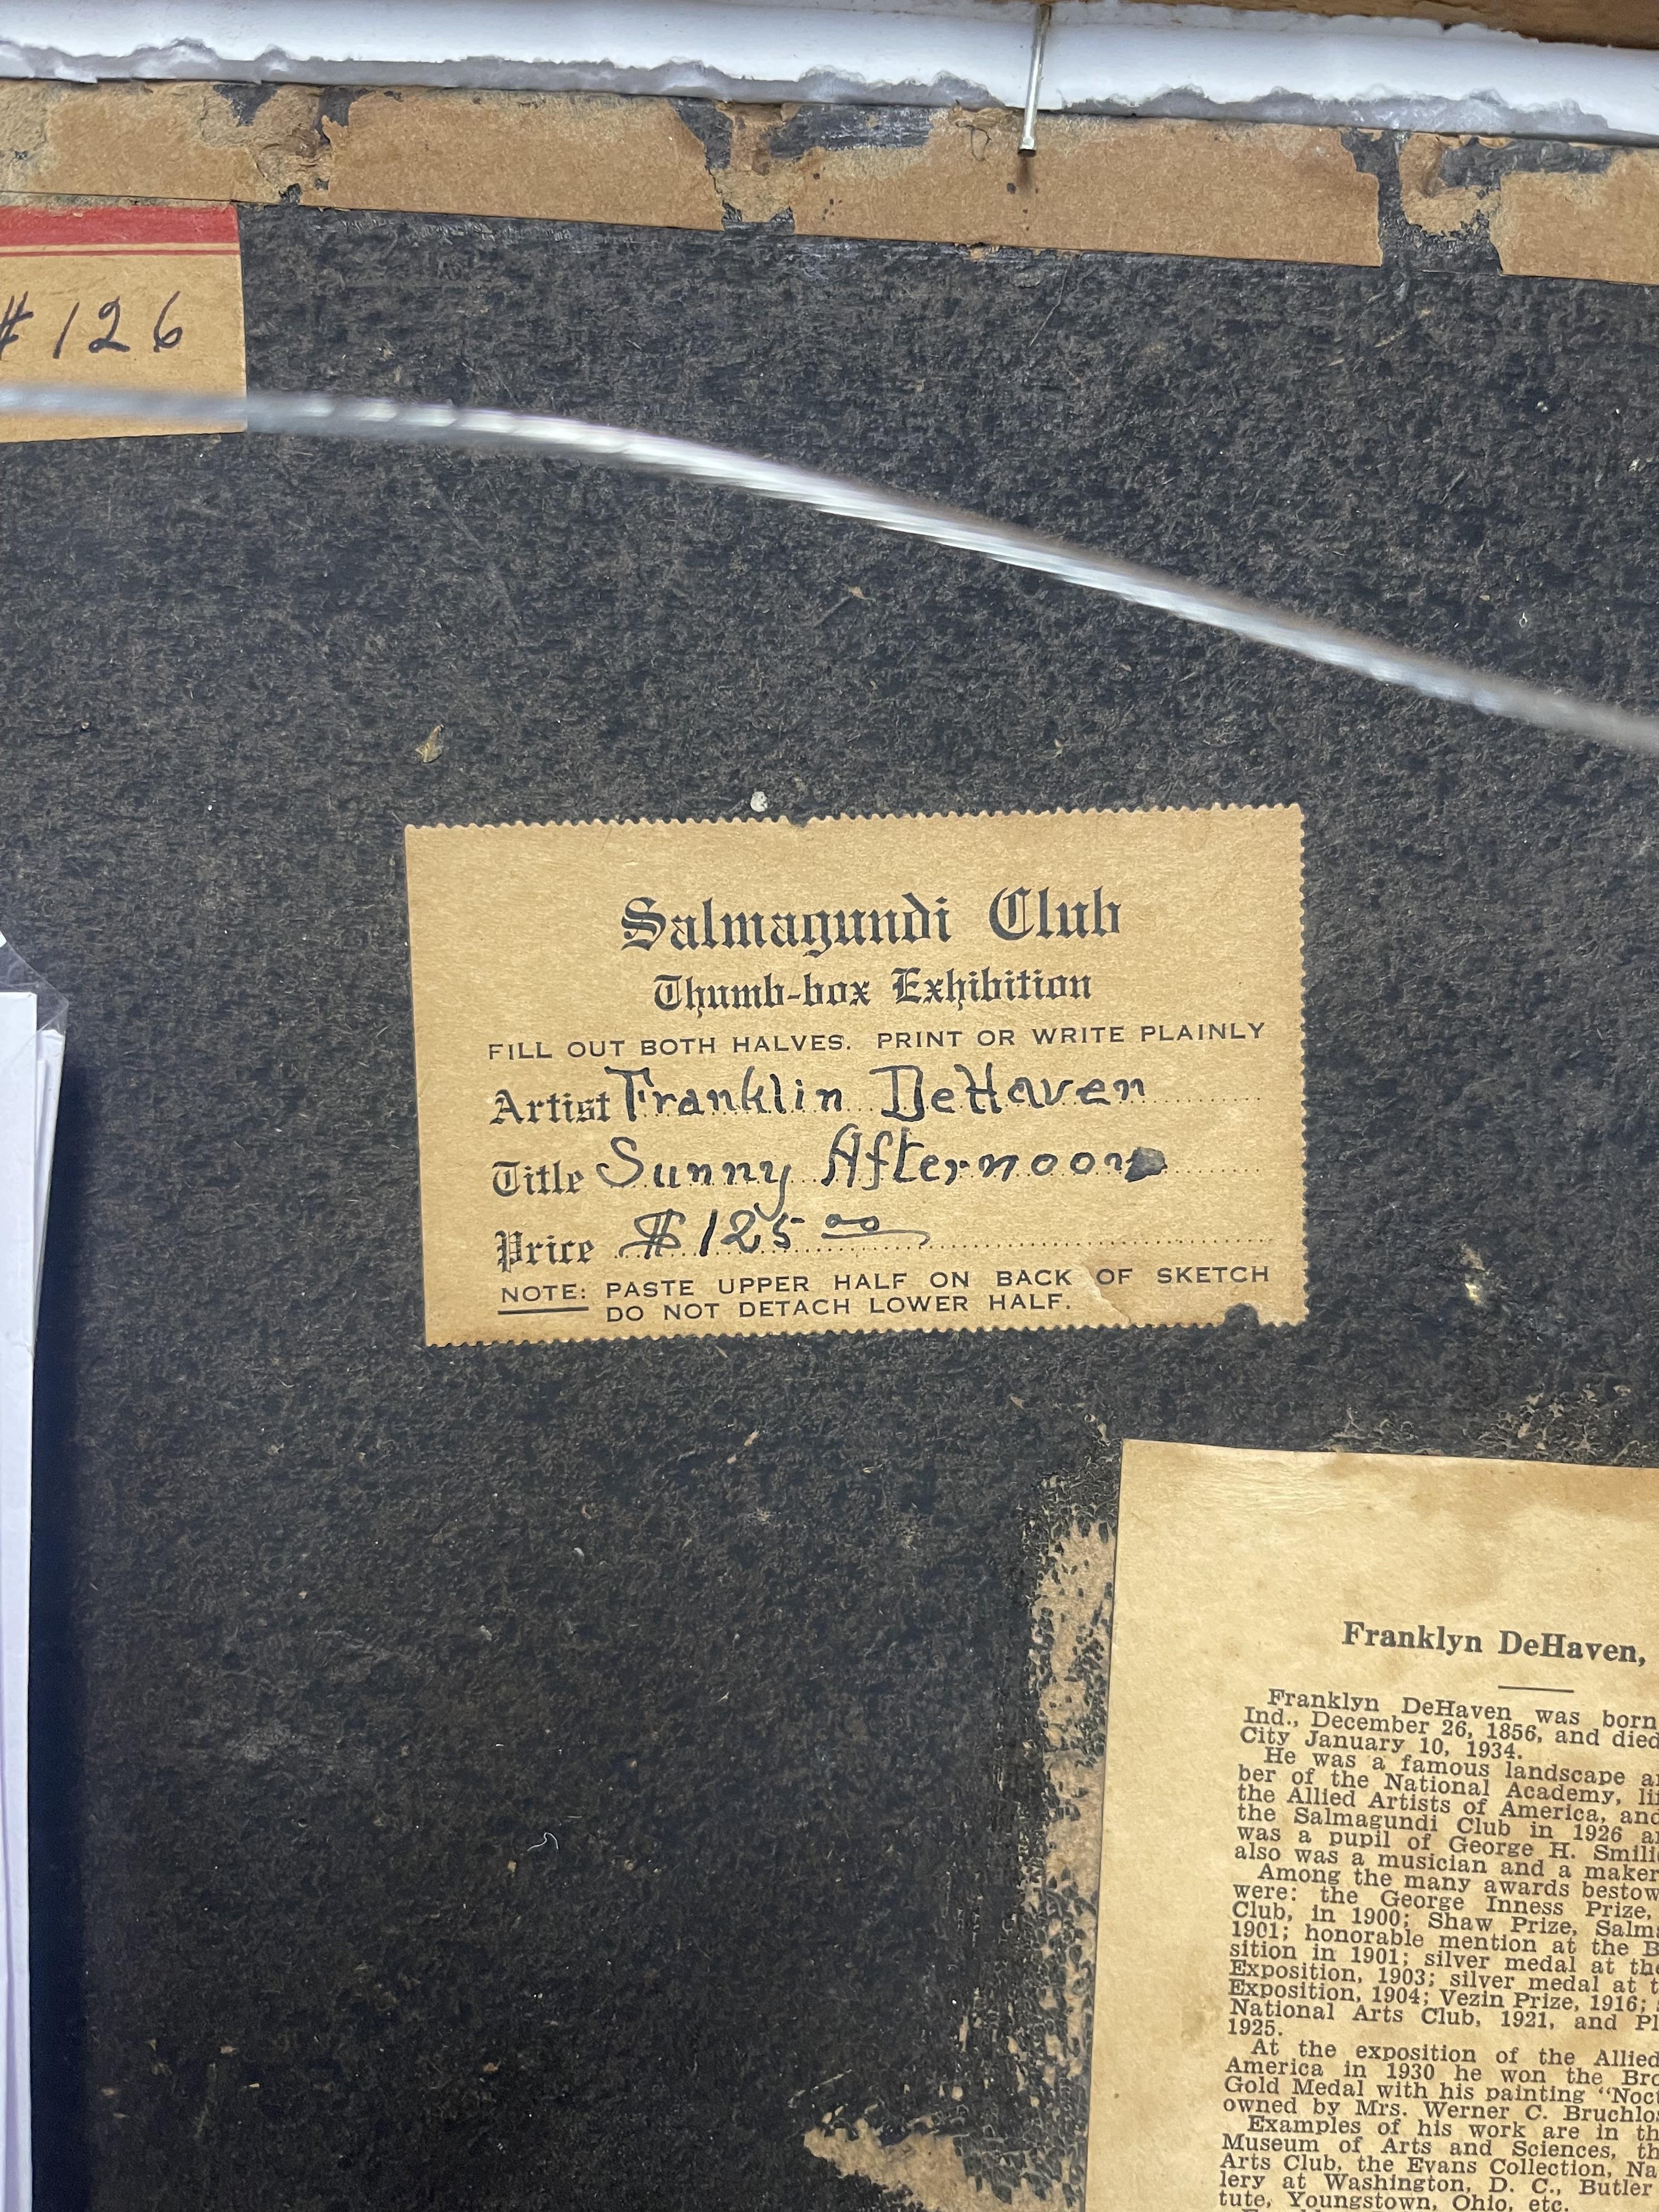 #126
Salmagundi Club
Thumb-box Exhibition
FILL OUT BOTH HALVES. PRINT OR WRITE PLAINLY
Artist Franklin DeHaven
Title Sunny Afternoon
Price $125 00
NOTE: PASTE UPPER HALF ON BACK OF SKETCH
DO NOT DETACH LOWER HALF.
Franklyn DeHaven,
Franklyn DeHaven was born
Ind., December 26, 1856, and died
City January 10, 1934.
He was a famous landscape
ber of the National Academy,
the Allied Artists of America, and
the Salmagundi Club in 1926
was a pupil of George H.
also was a musician and a maker
Among the many awards
were: the George Inness Prize,
Club, in 1900; Shaw Prize,
1901; honorable mention at the
sition in 1901; silver medal at the
Exposition, 1903; silver medal at
Exposition, 1904; Vezin Prize, 1916;
National Arts Club, 1921, and
1925.
At the exposition of the Allied
America in 1930 he won the
Gold Medal with his painting
owned by Mrs. Werner C.
Examples of his work are in
Museum of Arts and Sciences,
Arts Club, the Evans Collection,
lery at Washington, D. C., Butler
tute, Youngstown, Ohio, etc.